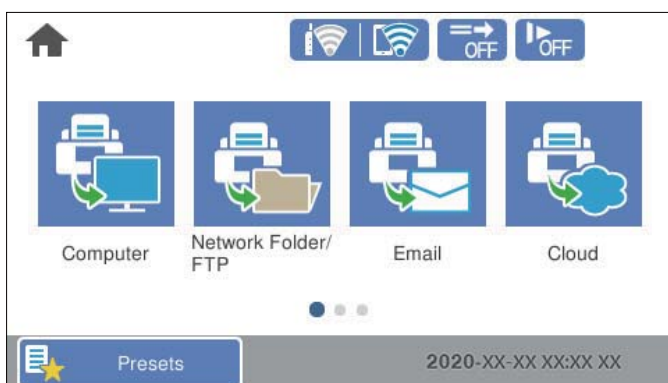 OFF
OFF
Computer
Network Folder/
FTP
Email
Cloud
Presets
2020-XX-XX XX:XX XX